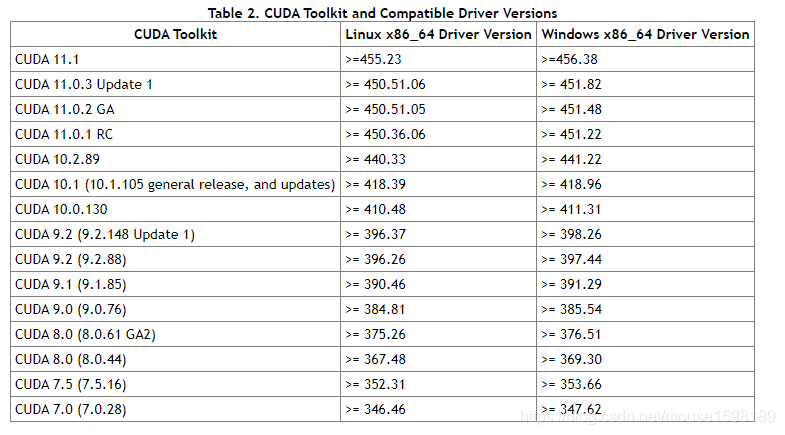 Table 2. CUDA Toolkit and Compatible Driver Versions
CUDA Toolkit Linux x86_64 Driver Version Windows x86_64 Driver Version
CUDA 11.1 >=455.23 >=456.38
CUDA 11.0.3 Update 1 >= 450.51.06 >= 451.82
CUDA 11.0.2 GA >= 450.51.05 >= 451.48
CUDA 11.0.1 RC >= 450.36.06 >= 451.22
CUDA 10.2.89 >= 440.33 >= 441.22
CUDA 10.1 (10.1.105 general release, and updates) >= 418.39 >= 418.96
CUDA 10.0.130 >= 410.48 >= 411.31
CUDA 9.2 (9.2.148 Update 1) >= 396.37 >= 398.26
CUDA 9.2 (9.2.88) >= 396.26 >= 397.44
CUDA 9.1 (9.1.85) >= 390.46 >= 391.29
CUDA 9.0 (9.0.76) >= 384.81 >= 385.54
CUDA 8.0 (8.0.61 GA2) >= 375.26 >= 376.51
CUDA 8.0 (8.0.44) >= 367.48 >= 369.30
CUDA 7.5 (7.5.16) >= 352.31 >= 353.66
CUDA 7.0 (7.0.28) >= 346.46 >= 347.62
https://blog.csdn.net/mouse1598189